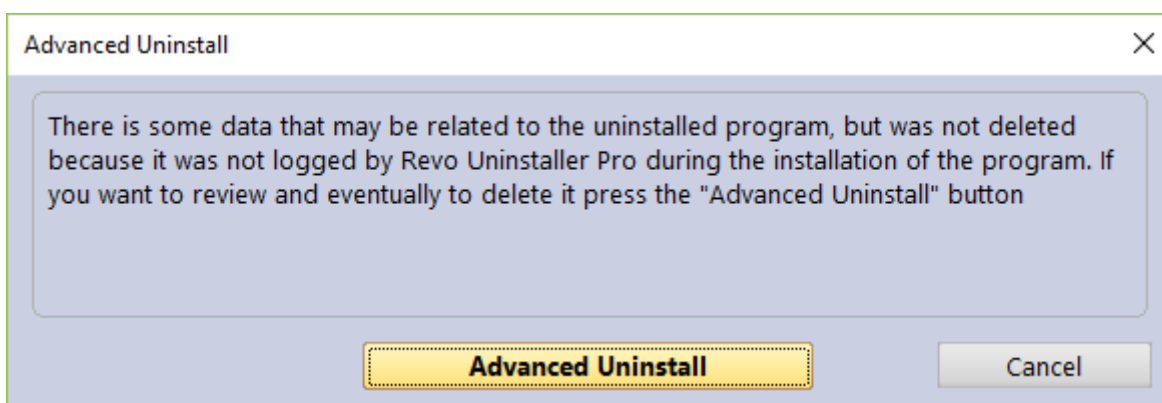 Advanced Uninstall
There is some data that may be related to the uninstalled program, but was not deleted
because it was not logged by Revo Uninstaller Pro during the installation of the program. If
you want to review and eventually to delete it press the "Advanced Uninstall" button
Advanced Uninstall
Cancel